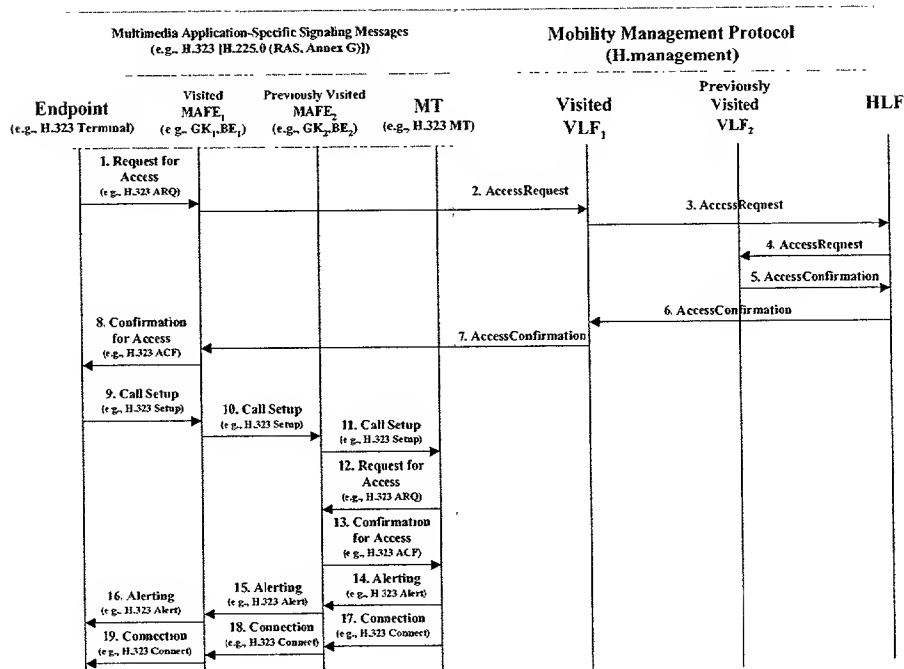 Multimedia Application-Specific Signaling Messages
(e.g., H.323 [H.225.0 (RAS, Annex G)])
Mobility Management Protocol
(H.management)
Endpoint
(e.g., H.323 Terminal)
Visited
MAFE1
(e g., GK1,BE1)
Previously Visited
MAFE2
(e.g., GK2,BE2)
MT
(e.g., H.323 MT)
Visited
VLF1
Previously
Visited
VLF2
HLF
1. Request for
Access
(e g., H.323 ARQ)
2. AccessRequest
3. AccessRequest
4. AccessRequest
5. AccessConfirmation
6. AccessConfirmation
7. AccessConfirmation
8. Confirmation
for Access
(e.g., H.323 ACF)
9. Call Setup
(e g., H.323 Setup)
10. Call Setup
(e g., H.323 Setup)
11. Call Setup
(e g., H.323 Setup)
12. Request for
Access
(e.g., H.323 ARQ)
13. Confirmation
for Access
(e g., H.323 ACF)
14. Alerting
(e g., H.323 Alert)
15. Alerting
(e g., H.323 Alert)
16. Alerting
(e g., H.323 Alert)
17. Connection
(e g., H.323 Connect)
18. Connection
(e.g., H.323 Connect)
19. Connection
(e g., H.323 Connect)